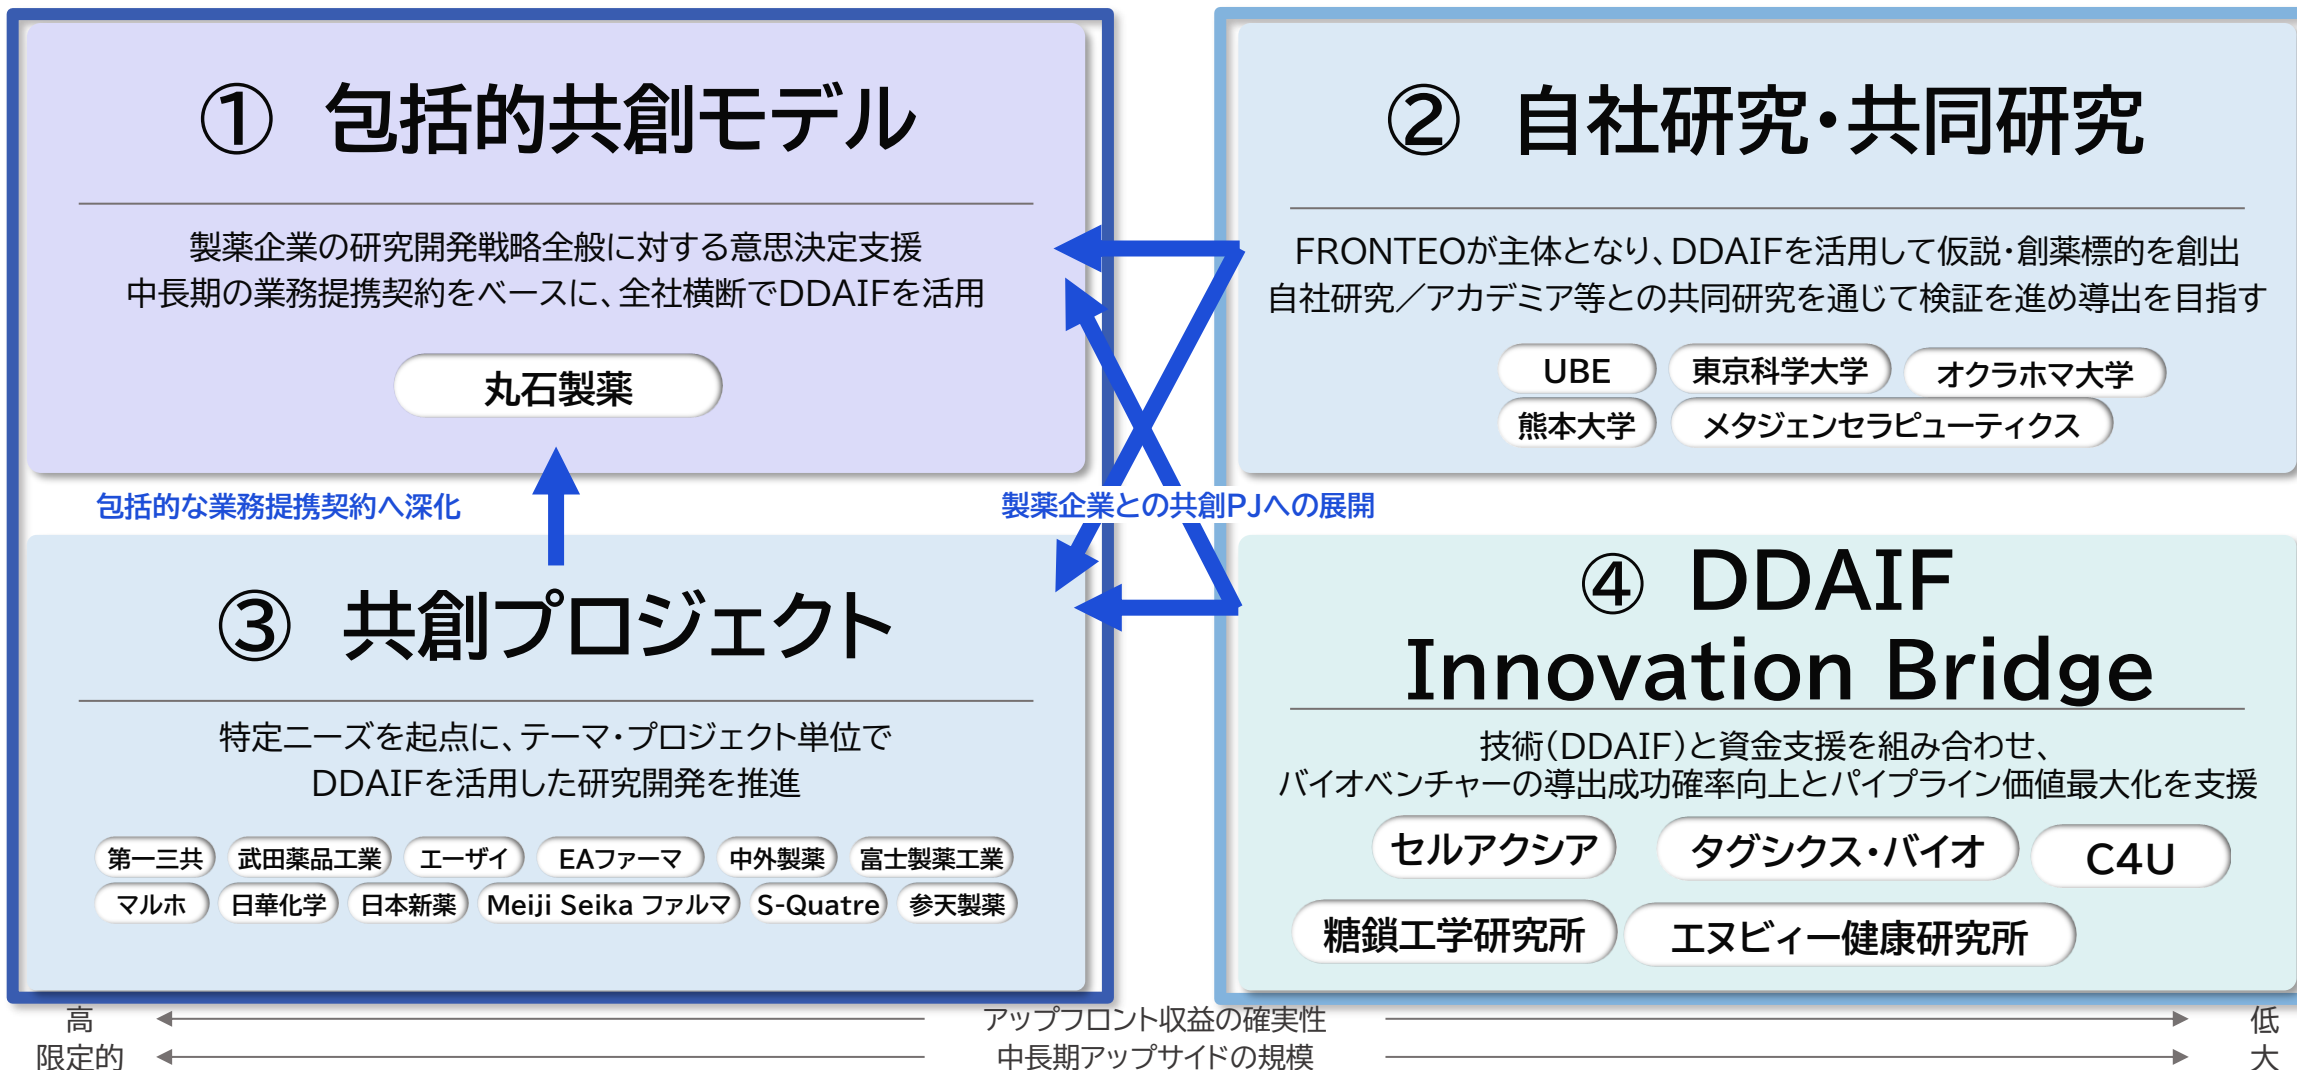 ① 包括的共創モデル
製薬企業の研究開発戦略全般に対する意思決定支援
中長期の業務提携契約をベースに、全社横断でDDAIFを活用
丸石製薬
② 自社研究・共同研究
FRONTEOが主体となり、DDAIFを活用して仮説・創薬標的を創出
自社研究／アカデミア等との共同研究を通じて検証を進め導出を目指す
UBE 東京科学大学 オクラホマ大学
熊本大学 メタジェンセラピューティクス
包括的な業務提携契約へ深化
製薬企業との共創PJへの展開
③ 共創プロジェクト
特定ニーズを起点に、テーマ・プロジェクト単位で
DDAIFを活用した研究開発を推進
第一三共 武田薬品工業 エーザイ EAファーマ 中外製薬 富士製薬工業
マルホ 日華化学 日本新薬 Meiji Seika ファルマ S-Quatre 参天製薬
④ DDAIF
Innovation Bridge
技術（DDAIF）と資金支援を組み合わせ、
バイオベンチャーの導出成功確率向上とパイプライン価値最大化を支援
セルアクシア タグシクス・バイオ C4U
糖鎖工学研究所 エヌビィー健康研究所
高 アップフロント収益の確実性 低
限定的 中長期アップサイドの規模 大